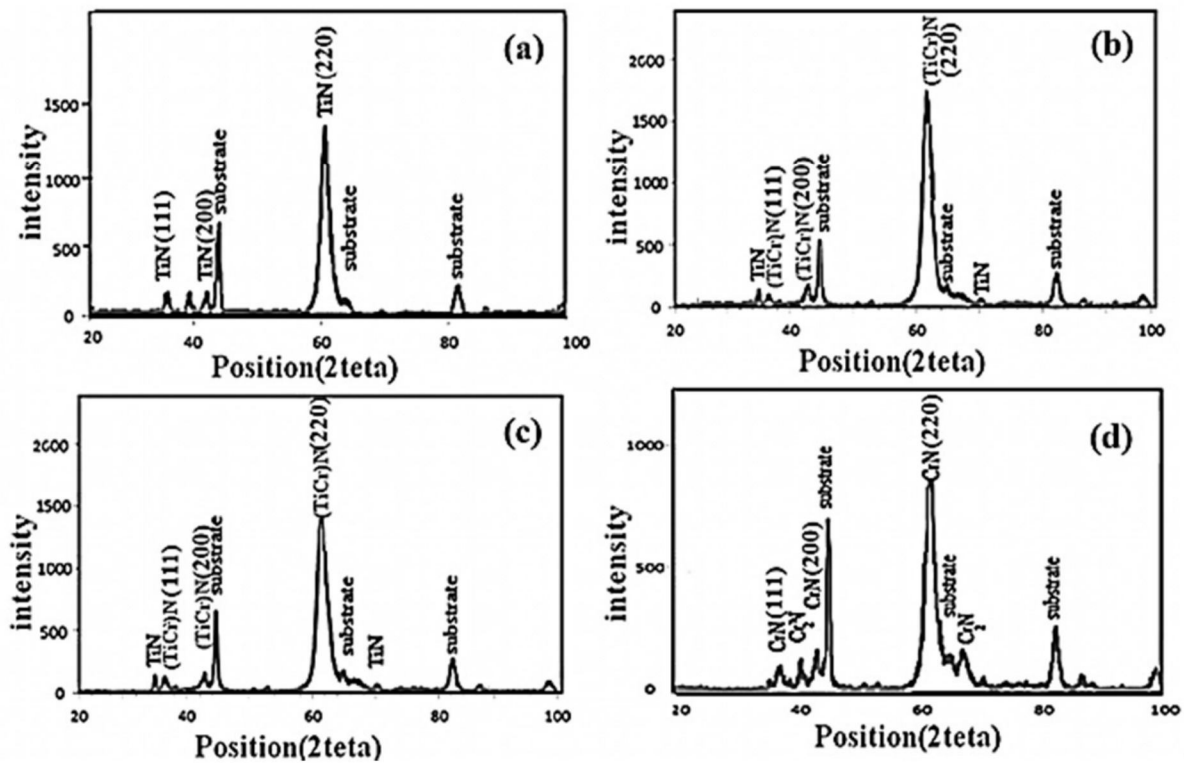 (a)
TiN(111)
TiN(200)
substrate
TiN(220)
substrate
substrate
intensity
1500
1000
500
0
20
40
60
80
100
Position(2teta)
(b)
TiN
(TiCr)N(111)
(TiCr)N(200)
substrate
(TiCr)N
(220)
substrate
TiN
substrate
intensity
2000
1500
1000
500
0
20
40
60
80
100
Position(2teta)
(c)
TiN
(TiCr)N(111)
(TiCr)N(200)
substrate
(TiCr)N(220)
substrate
TiN
substrate
intensity
2000
1500
1000
500
0
20
40
60
80
100
Position(2teta)
(d)
CrN(111)
Cr2N
CrN(200)
substrate
CrN(220)
substrate
CrN2
substrate
intensity
1000
500
0
20
40
60
80
100
Position(2teta)